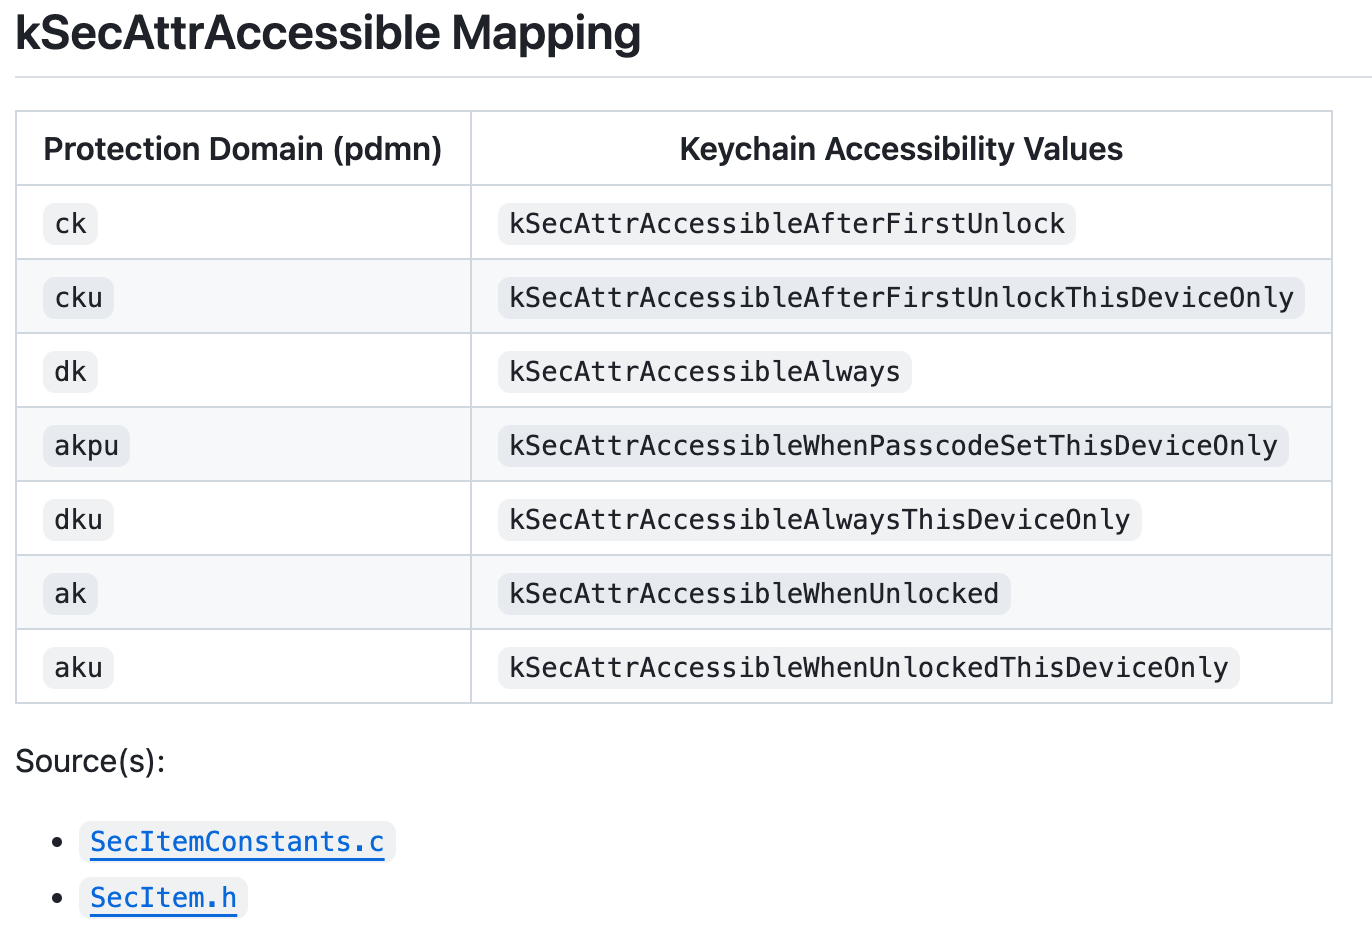 kSecAttrAccessible Mapping
Protection Domain (pdmn) Keychain Accessibility Values
ck kSecAttrAccessibleAfterFirstUnlock
cku kSecAttrAccessibleAfterFirstUnlockThisDeviceOnly
dk kSecAttrAccessibleAlways
akpu kSecAttrAccessibleWhenPasscodeSetThisDeviceOnly
dku kSecAttrAccessibleAlwaysThisDeviceOnly
ak kSecAttrAccessibleWhenUnlocked
aku kSecAttrAccessibleWhenUnlockedThisDeviceOnly
Source(s):
• SecItemConstants.c
• SecItem.h